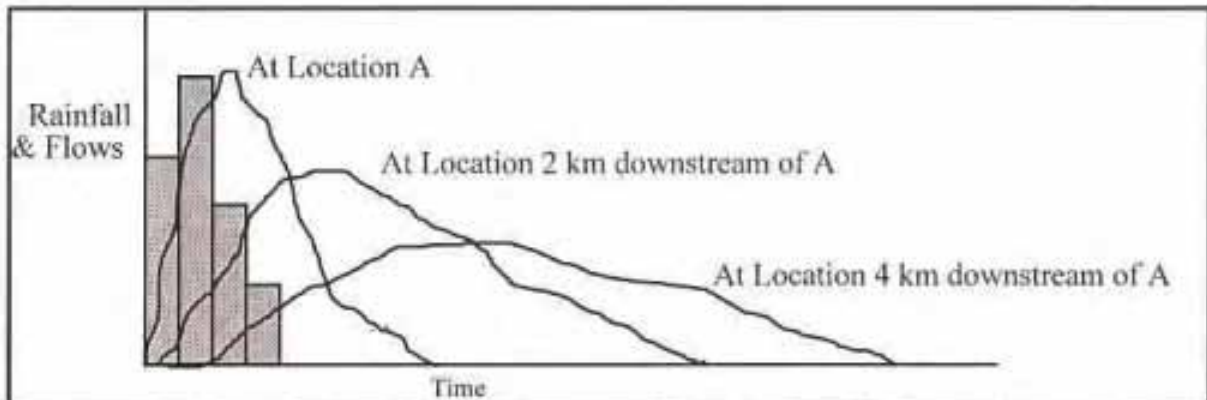 At Location A
Rainfall
& Flows
At Location 2 km downstream of A
At Location 4 km downstream of A
Time